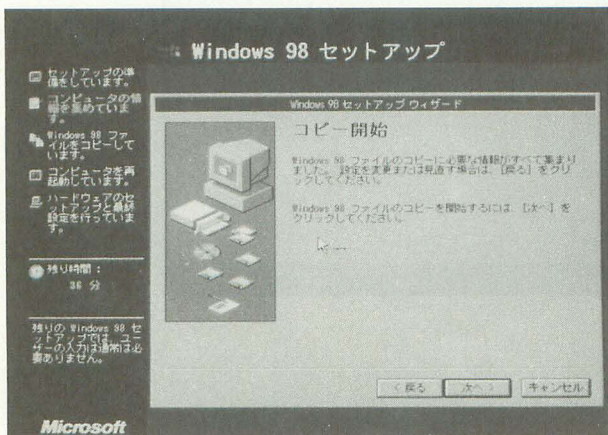 Windows 98 セットアップ
セットアップの準
備をしています。
コンピュータの情
報を集めていま
す。
Windows 98 ファ
イルをコピーして
います。
コンピュータを再
起動しています。
ハードウェアのセ
ットアップと最終
設定を行っていま
す。
残り時間 :
36 分
残りの Windows 98 セ
ットアップでは、ユー
ザーの入力は通常は必
要ありません。
Microsoft
Windows 98 セットアップ ウィザード
コピー開始
Windows 98 ファイルのコピーに必要な情報がすべて集まり
ました。 設定を変更または見直す場合は、[戻る] をクリ
ックしてください。
Windows 98 ファイルのコピーを開始するには、[次へ] を
クリックしてください。
< 戻る
次へ >
キャンセル